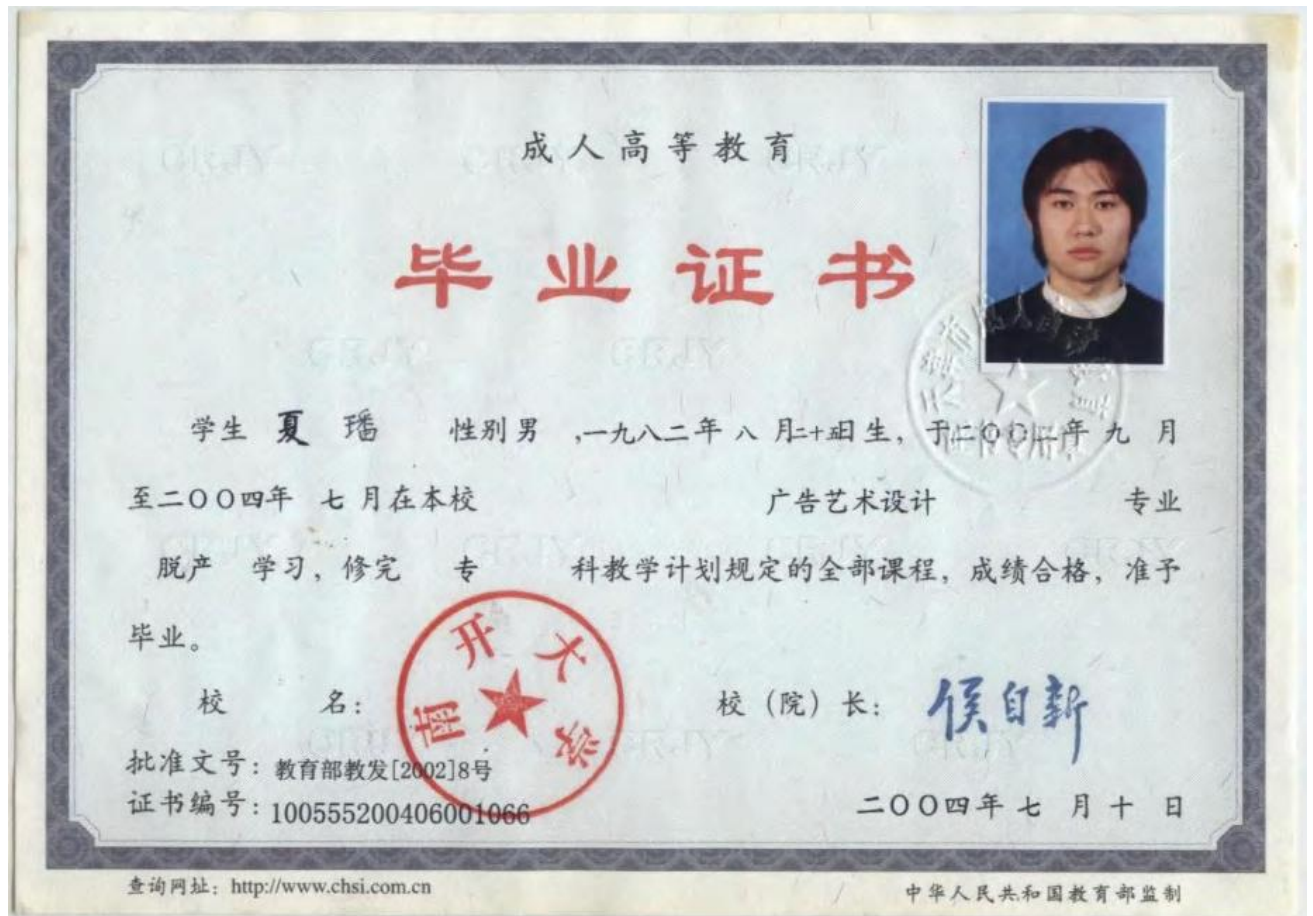 成人高等教育
毕业证书
学生 夏 璠 性别 男 ,一九八二年 八 月二十五日生, 于二〇〇二年 九 月
至二〇〇四年 七 月在本校 广告艺术设计 专业
脱产 学习, 修完 专 科教学计划规定的全部课程, 成绩合格, 准予
毕业。
校 名:
南开大学
校 (院) 长: 侯自新
批准文号: 教育部教发[2002]8号
证书编号: 100555200406001066
二〇〇四年 七 月 十 日
查询网址: http://www.chsi.com.cn
中华人民共和国教育部监制